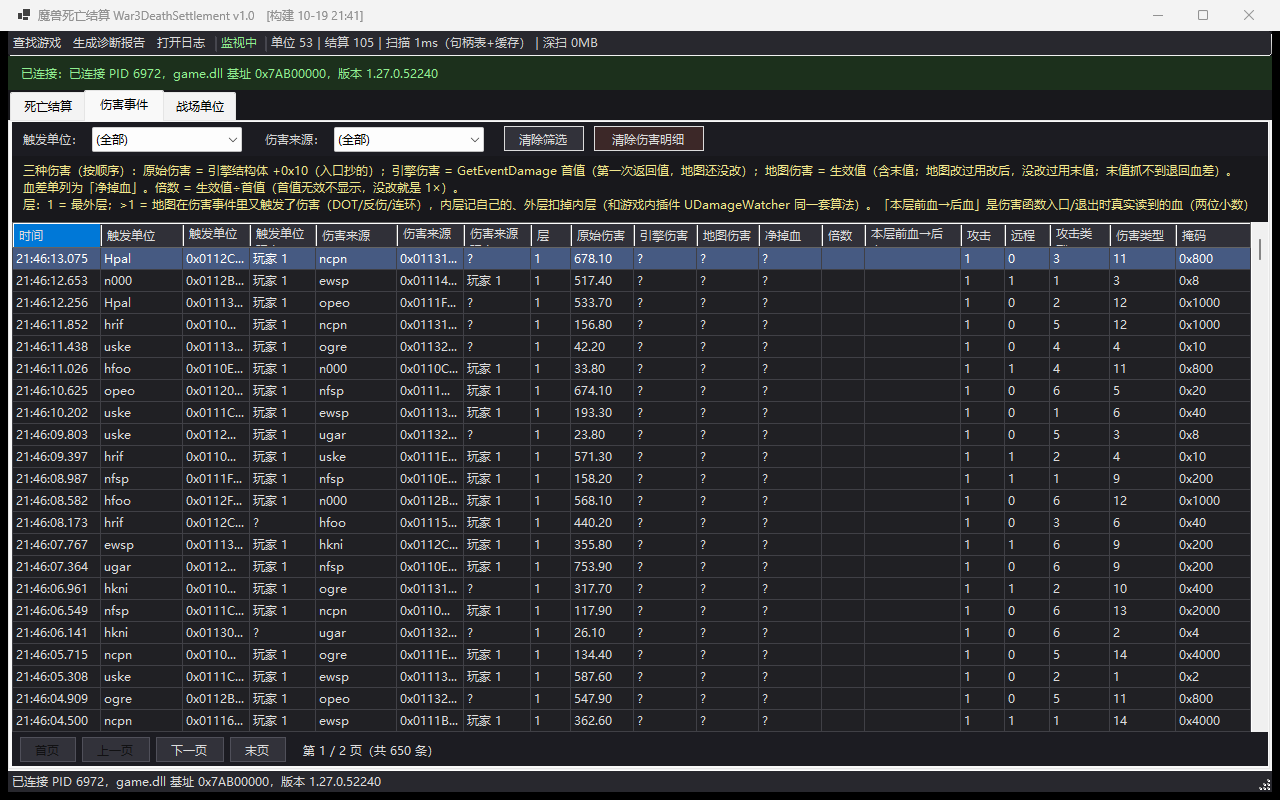 魔兽死亡结算 War3DeathSettlement v1.0 [构建 10-19 21:41]
查找游戏 生成诊断报告 打开日志 监视中 单位 53 | 结算 105 | 扫描 1ms（句柄表+缓存） | 深扫 0MB
已连接：已连接 PID 6972，game.dll 基址 0x7AB00000，版本 1.27.0.52240
死亡结算 伤害事件 战场单位
触发单位： (全部) 伤害来源： (全部) 清除筛选 清除伤害明细
三种伤害（按顺序）：原始伤害 = 引擎结构体 +0x10（入口抄的）；引擎伤害 = GetEventDamage 首值（第一次返回值，地图还没改）；地图伤害 = 生效值（含末值；地图改过用改后，没改过用末值；末值抓不到退回血差）。
血差单列为「净掉血」。倍数 = 生效值÷首值（首值无效不显示，没改就是 1×）。
层：1 = 最外层；>1 = 地图在伤害事件里又触发了伤害（DOT/反伤/连环），内层记自己的、外层扣掉内层（和游戏内插件 UDamageWatcher 同一套算法）。「本层前血→后血」是伤害函数入口/退出时真实读到的血（两位小数）
时间 触发单位 触发单位 触发单位 伤害来源 伤害来源 伤害来源 层 原始伤害 引擎伤害 地图伤害 净掉血 倍数 本层前血→后 攻击 远程 攻击类 伤害类型 掩码
21:46:13.075 Hpal 0x0112C... 玩家 1 ncpn 0x01131... ? 1 678.10 ? ? ? 1 0 3 11 0x800
21:46:12.653 n000 0x0112B... 玩家 1 ewsp 0x01114... 玩家 1 1 517.40 ? ? ? 1 1 1 3 0x8
21:46:12.256 Hpal 0x01113... 玩家 1 opeo 0x0111F... ? 1 533.70 ? ? ? 1 0 2 12 0x1000
21:46:11.852 hrif 0x0110... 玩家 1 ncpn 0x01131... ? 1 156.80 ? ? ? 1 0 5 12 0x1000
21:46:11.438 uske 0x01113... 玩家 1 ogre 0x01132... ? 1 42.20 ? ? ? 1 0 4 4 0x10
21:46:11.026 hfoo 0x0110E... 玩家 1 n000 0x0110C... 玩家 1 1 33.80 ? ? ? 1 1 4 11 0x800
21:46:10.625 opeo 0x01120... 玩家 1 nfsp 0x0111... 玩家 1 1 674.10 ? ? ? 1 0 6 5 0x20
21:46:10.202 uske 0x0111C... 玩家 1 ewsp 0x01113... 玩家 1 1 193.30 ? ? ? 1 0 1 6 0x40
21:46:09.803 uske 0x0112... 玩家 1 ugar 0x01132... ? 1 23.80 ? ? ? 1 0 5 3 0x8
21:46:09.397 hrif 0x0110... 玩家 1 uske 0x0111E... 玩家 1 1 571.30 ? ? ? 1 1 2 4 0x10
21:46:08.987 nfsp 0x0111F... 玩家 1 nfsp 0x0110E... 玩家 1 1 158.20 ? ? ? 1 1 1 9 0x200
21:46:08.582 hfoo 0x0112F... 玩家 1 n000 0x0112B... 玩家 1 1 568.10 ? ? ? 1 0 6 12 0x1000
21:46:08.173 hrif 0x0112C... ? hfoo 0x01115... 玩家 1 1 440.20 ? ? ? 1 0 3 6 0x40
21:46:07.767 ewsp 0x01113... 玩家 1 hkni 0x0112C... 玩家 1 1 355.80 ? ? ? 1 1 6 9 0x200
21:46:07.364 ugar 0x0112... 玩家 1 nfsp 0x0110E... 玩家 1 1 753.90 ? ? ? 1 0 6 9 0x200
21:46:06.961 hkni 0x0110... 玩家 1 ogre 0x01131... ? 1 317.70 ? ? ? 1 1 2 10 0x400
21:46:06.549 nfsp 0x0111C... 玩家 1 ncpn 0x0110... 玩家 1 1 117.90 ? ? ? 1 0 6 13 0x2000
21:46:06.141 hkni 0x01130... ? ugar 0x01132... ? 1 26.10 ? ? ? 1 0 6 2 0x4
21:46:05.715 ncpn 0x0110... 玩家 1 ogre 0x0111E... 玩家 1 1 134.40 ? ? ? 1 0 5 14 0x4000
21:46:05.308 uske 0x0111C... 玩家 1 ewsp 0x01113... 玩家 1 1 587.60 ? ? ? 1 0 2 1 0x2
21:46:04.909 ogre 0x0112B... 玩家 1 opeo 0x01132... ? 1 547.90 ? ? ? 1 0 5 11 0x800
21:46:04.500 ncpn 0x01116... 玩家 1 ewsp 0x0111B... 玩家 1 1 362.60 ? ? ? 1 1 1 14 0x4000
首页 上一页 下一页 末页 第 1 / 2 页（共 650 条）
已连接 PID 6972，game.dll 基址 0x7AB00000，版本 1.27.0.52240